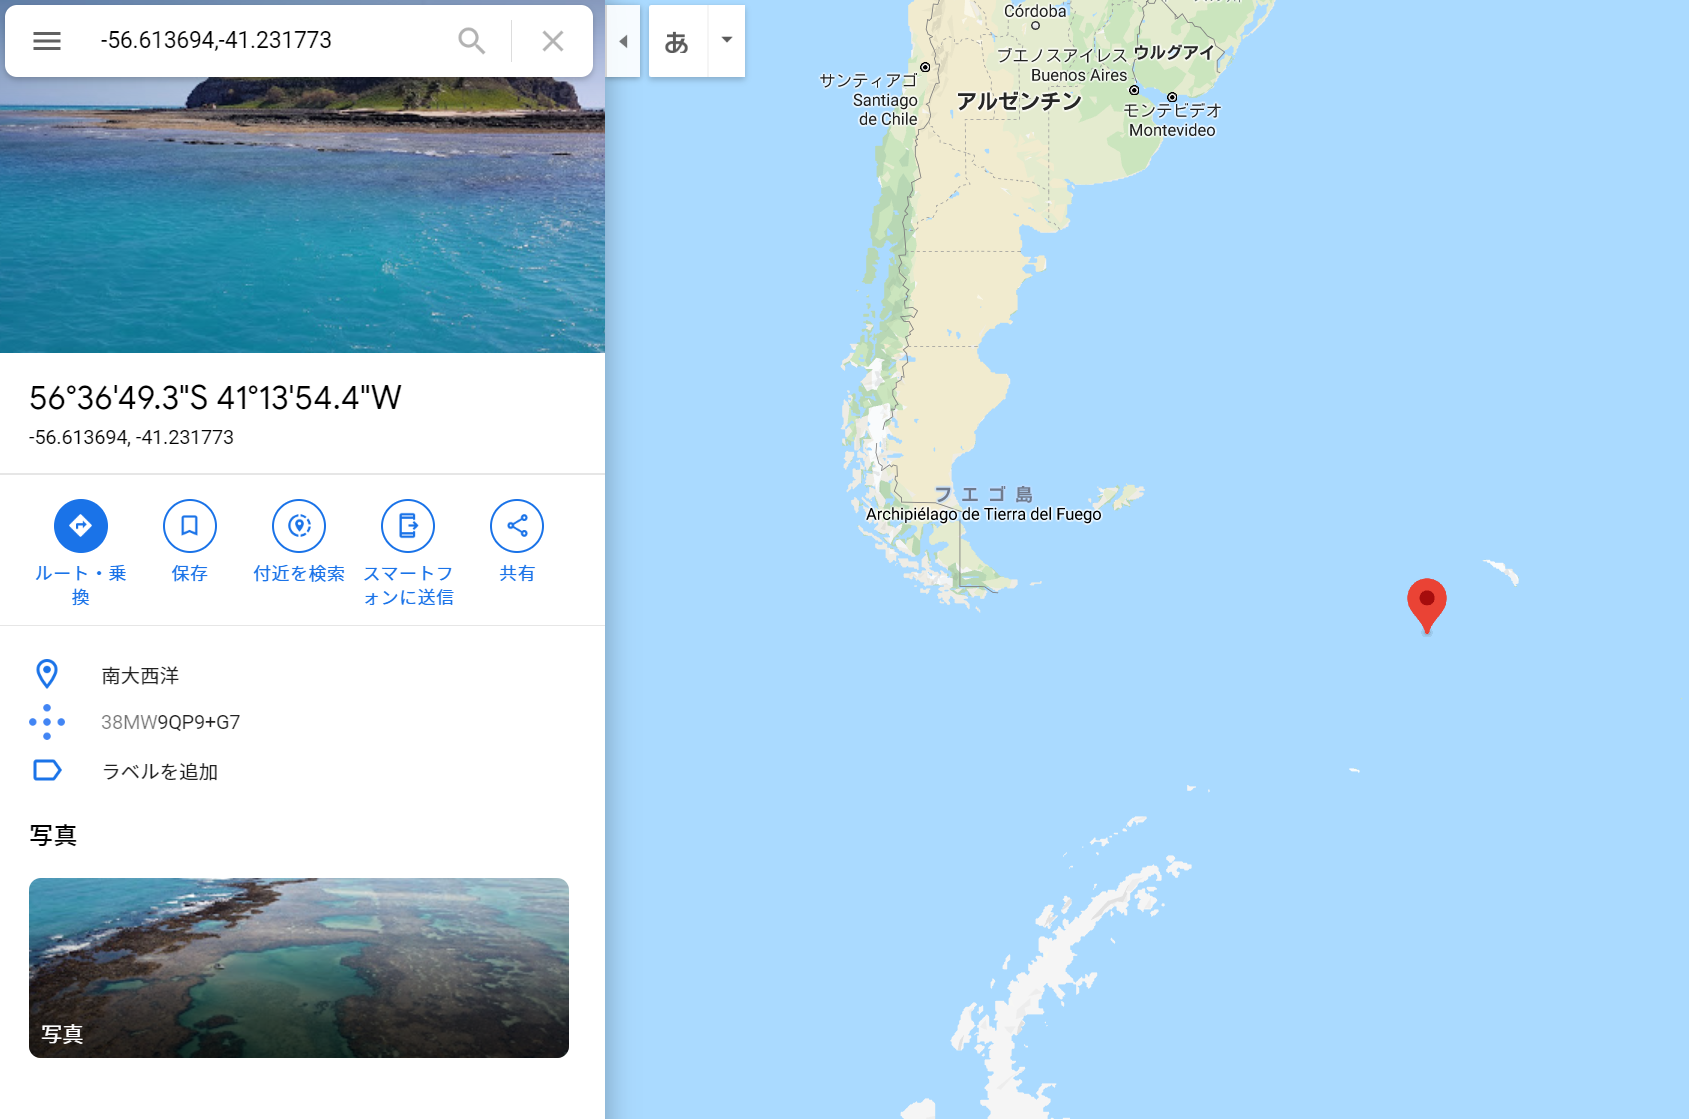 -56.613694,-41.231773
56°36'49.3"S 41°13'54.4"W
-56.613694, -41.231773
ルート・乗
換
保存
付近を検索
スマートフ
ォンに送信
共有
南大西洋
38MW9QP9+G7
ラベルを追加
写真
写真
あ
Córdoba
ブエノスアイレス
Buenos Aires
ウルグアイ
サンティアゴ
Santiago
de Chile
アルゼンチン
モンテビデオ
Montevideo
フエゴ島
Archipiélago de Tierra del Fuego